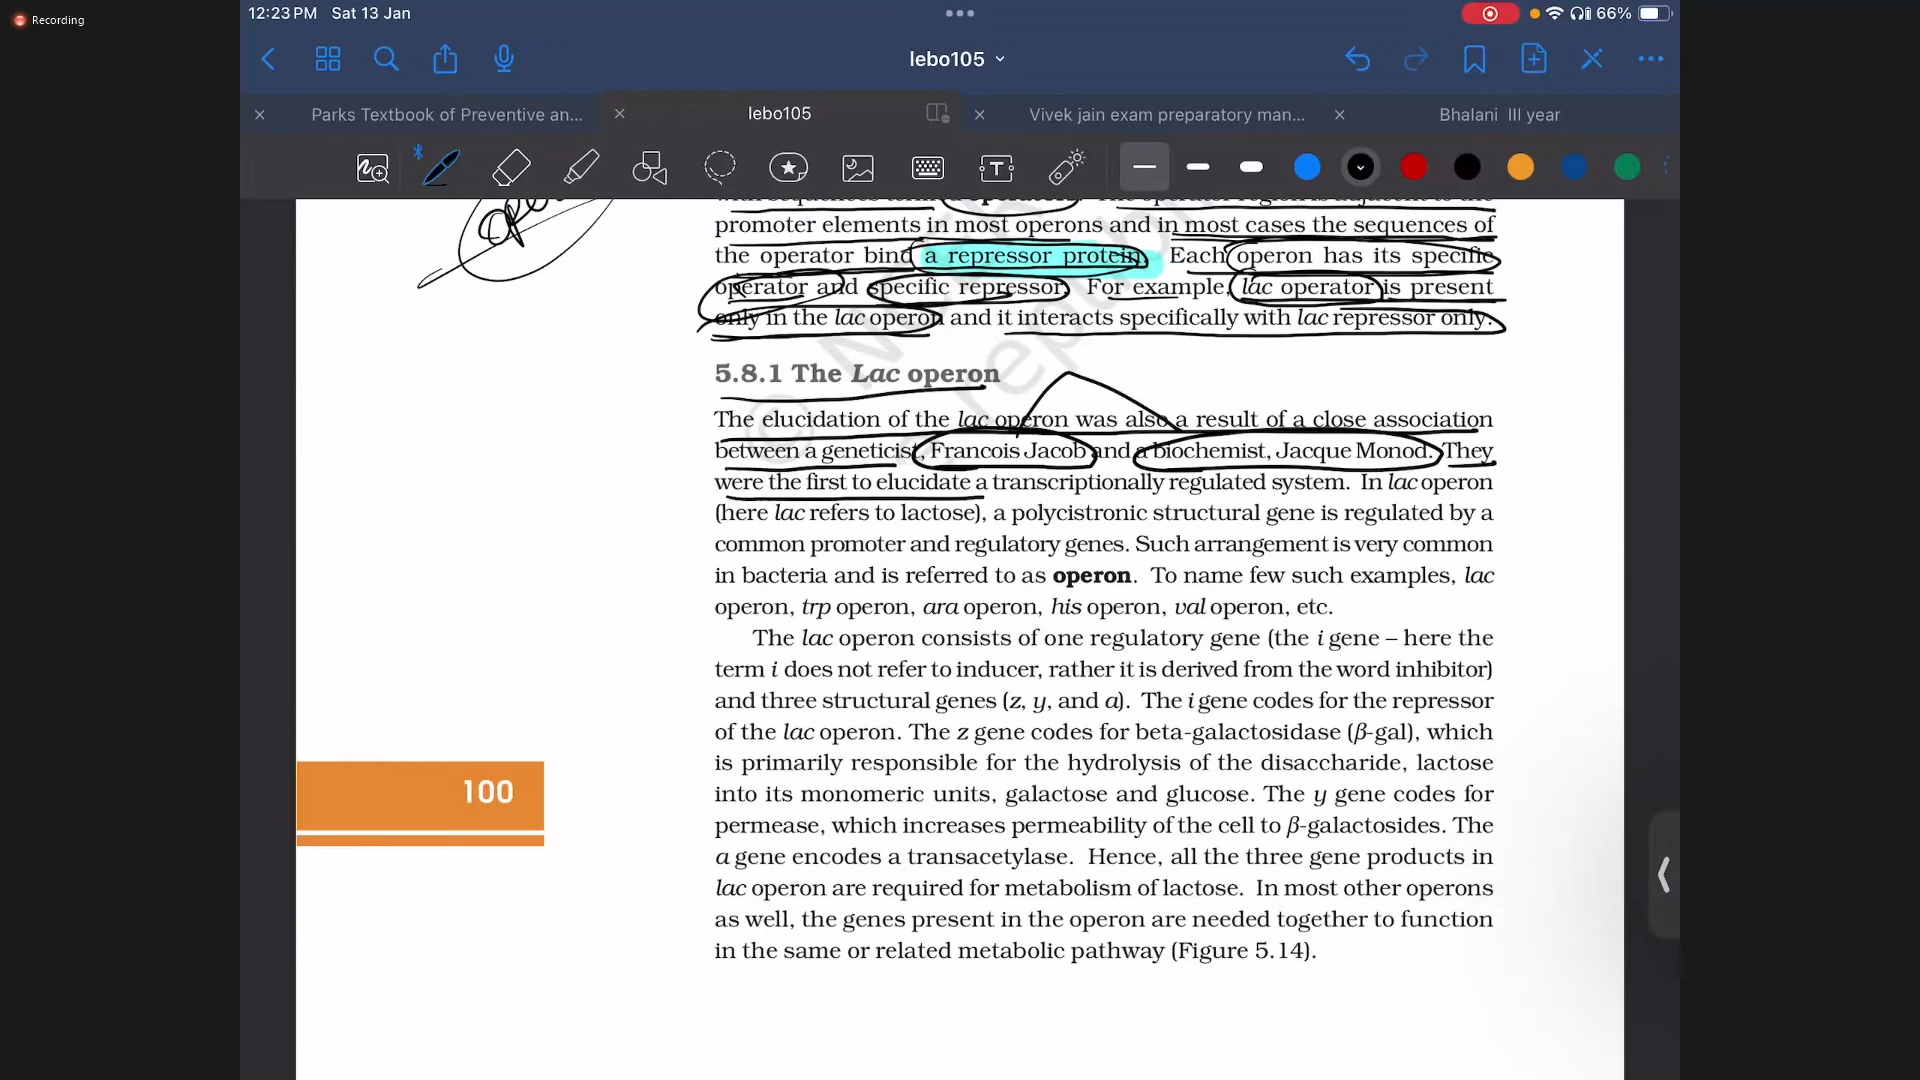 Recording
12:23 PM Sat 13 Jan
66%
lebo105
Parks Textbook of Preventive an...
lebo105
Vivek jain exam preparatory man...
Bhalani III year
T
promoter elements in most operons and in most cases the sequences of
the operator bind a repressor protein. Each operon has its specific
operator and specific repressor. For example, lac operator is present
only in the lac operon and it interacts specifically with lac repressor only.
5.8.1 The Lac operon
The elucidation of the lac operon was also a result of a close association
between a geneticist, Francois Jacob and a biochemist, Jacque Monod. They
were the first to elucidate a transcriptionally regulated system. In lac operon
(here lac refers to lactose), a polycistronic structural gene is regulated by a
common promoter and regulatory genes. Such arrangement is very common
in bacteria and is referred to as operon. To name few such examples, lac
operon, trp operon, ara operon, his operon, val operon, etc.
The lac operon consists of one regulatory gene (the i gene – here the
term i does not refer to inducer, rather it is derived from the word inhibitor)
and three structural genes (z, y, and a). The i gene codes for the repressor
of the lac operon. The z gene codes for beta-galactosidase (β-gal), which
is primarily responsible for the hydrolysis of the disaccharide, lactose
into its monomeric units, galactose and glucose. The y gene codes for
permease, which increases permeability of the cell to β-galactosides. The
a gene encodes a transacetylase. Hence, all the three gene products in
lac operon are required for metabolism of lactose. In most other operons
as well, the genes present in the operon are needed together to function
in the same or related metabolic pathway (Figure 5.14).
100